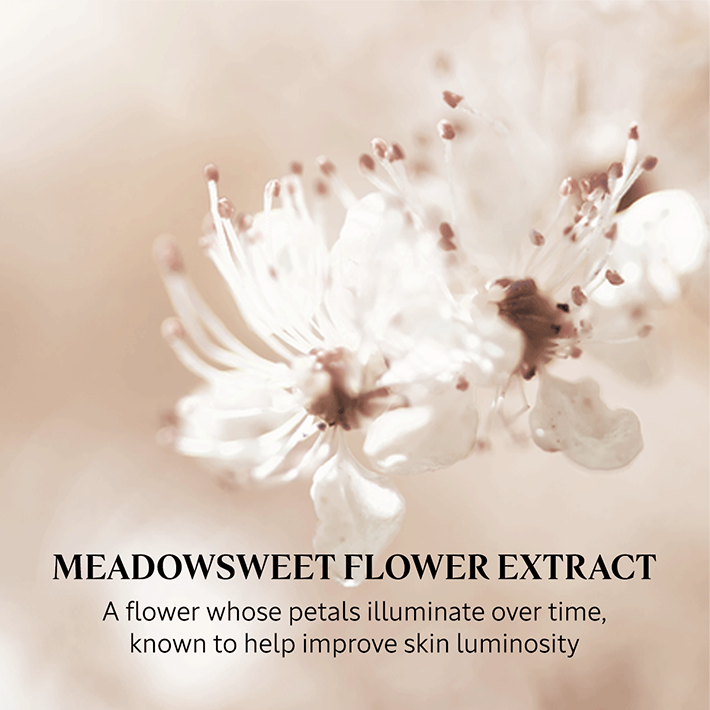 MEADOWSWEET FLOWER EXTRACT
A flower whose petals illuminate over time,
known to help improve skin luminosity